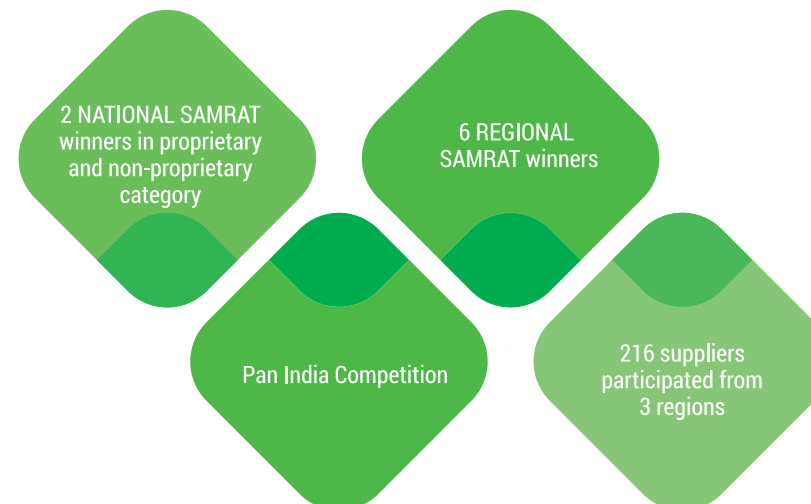 2 NATIONAL SAMRAT
winners in proprietary
and non-proprietary
category
6 REGIONAL
SAMRAT winners
Pan India Competition
216 suppliers
participated from
3 regions